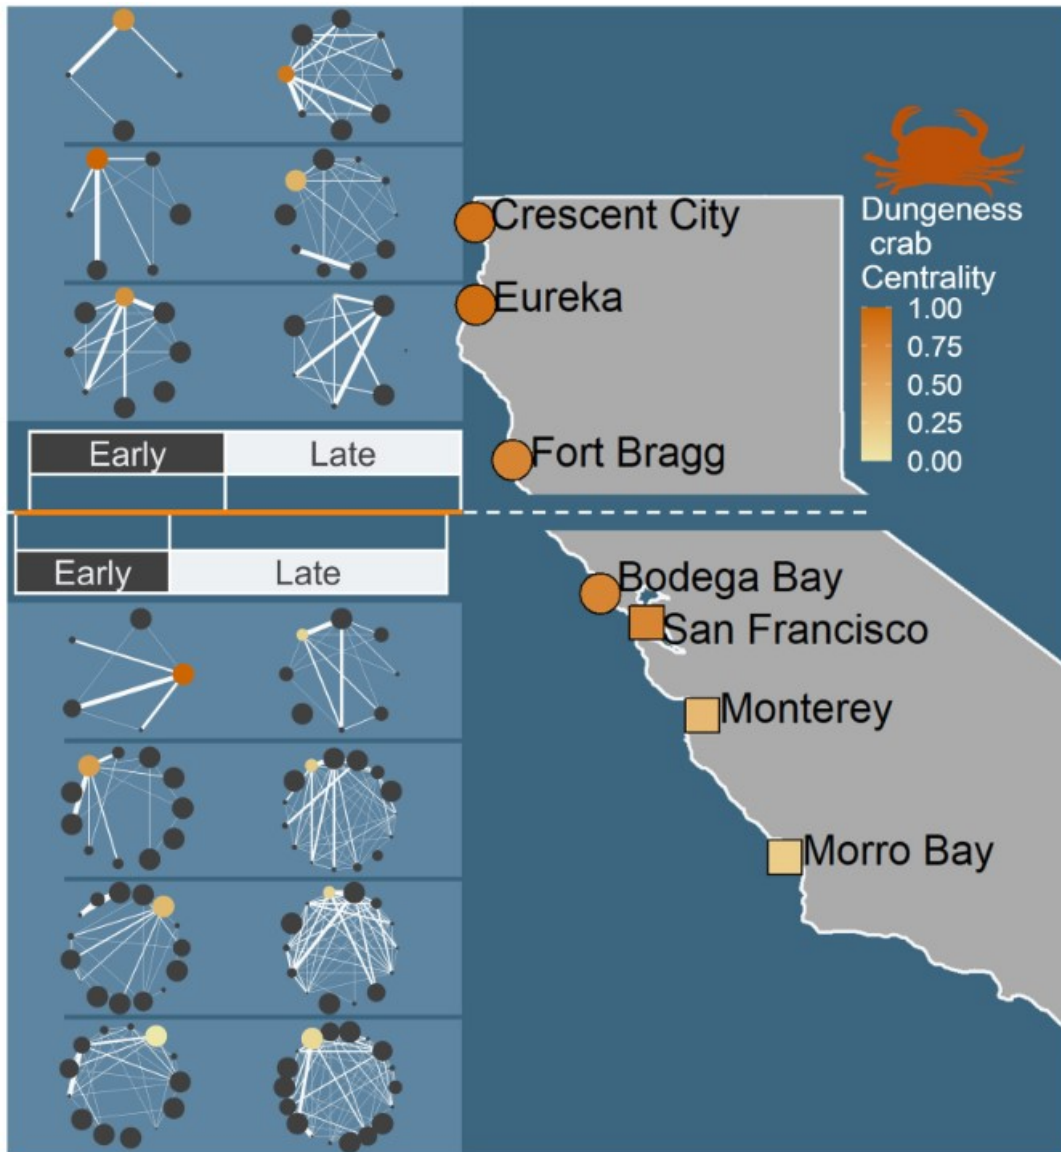 Crescent City
Eureka
Fort Bragg
Dungeness
crab
Centrality
1.00
0.75
0.50
0.25
0.00
Early
Late
Early
Late
Bodega Bay
San Francisco
Monterey
Morro Bay